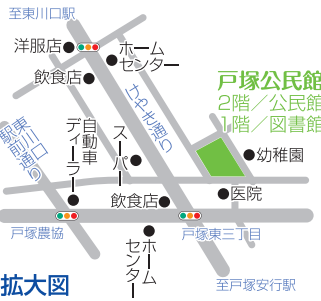 至東川口駅
洋服店
ホーム
センター
飲食店
けやき通り
戸塚公民館
2階／公民館
1階／図書館
東川口
駅前通り
自動車
ディーラー
スーパー
幼稚園
飲食店
医院
戸塚農協
戸塚東三丁目
ホーム
センター
至戸塚安行駅
拡大図